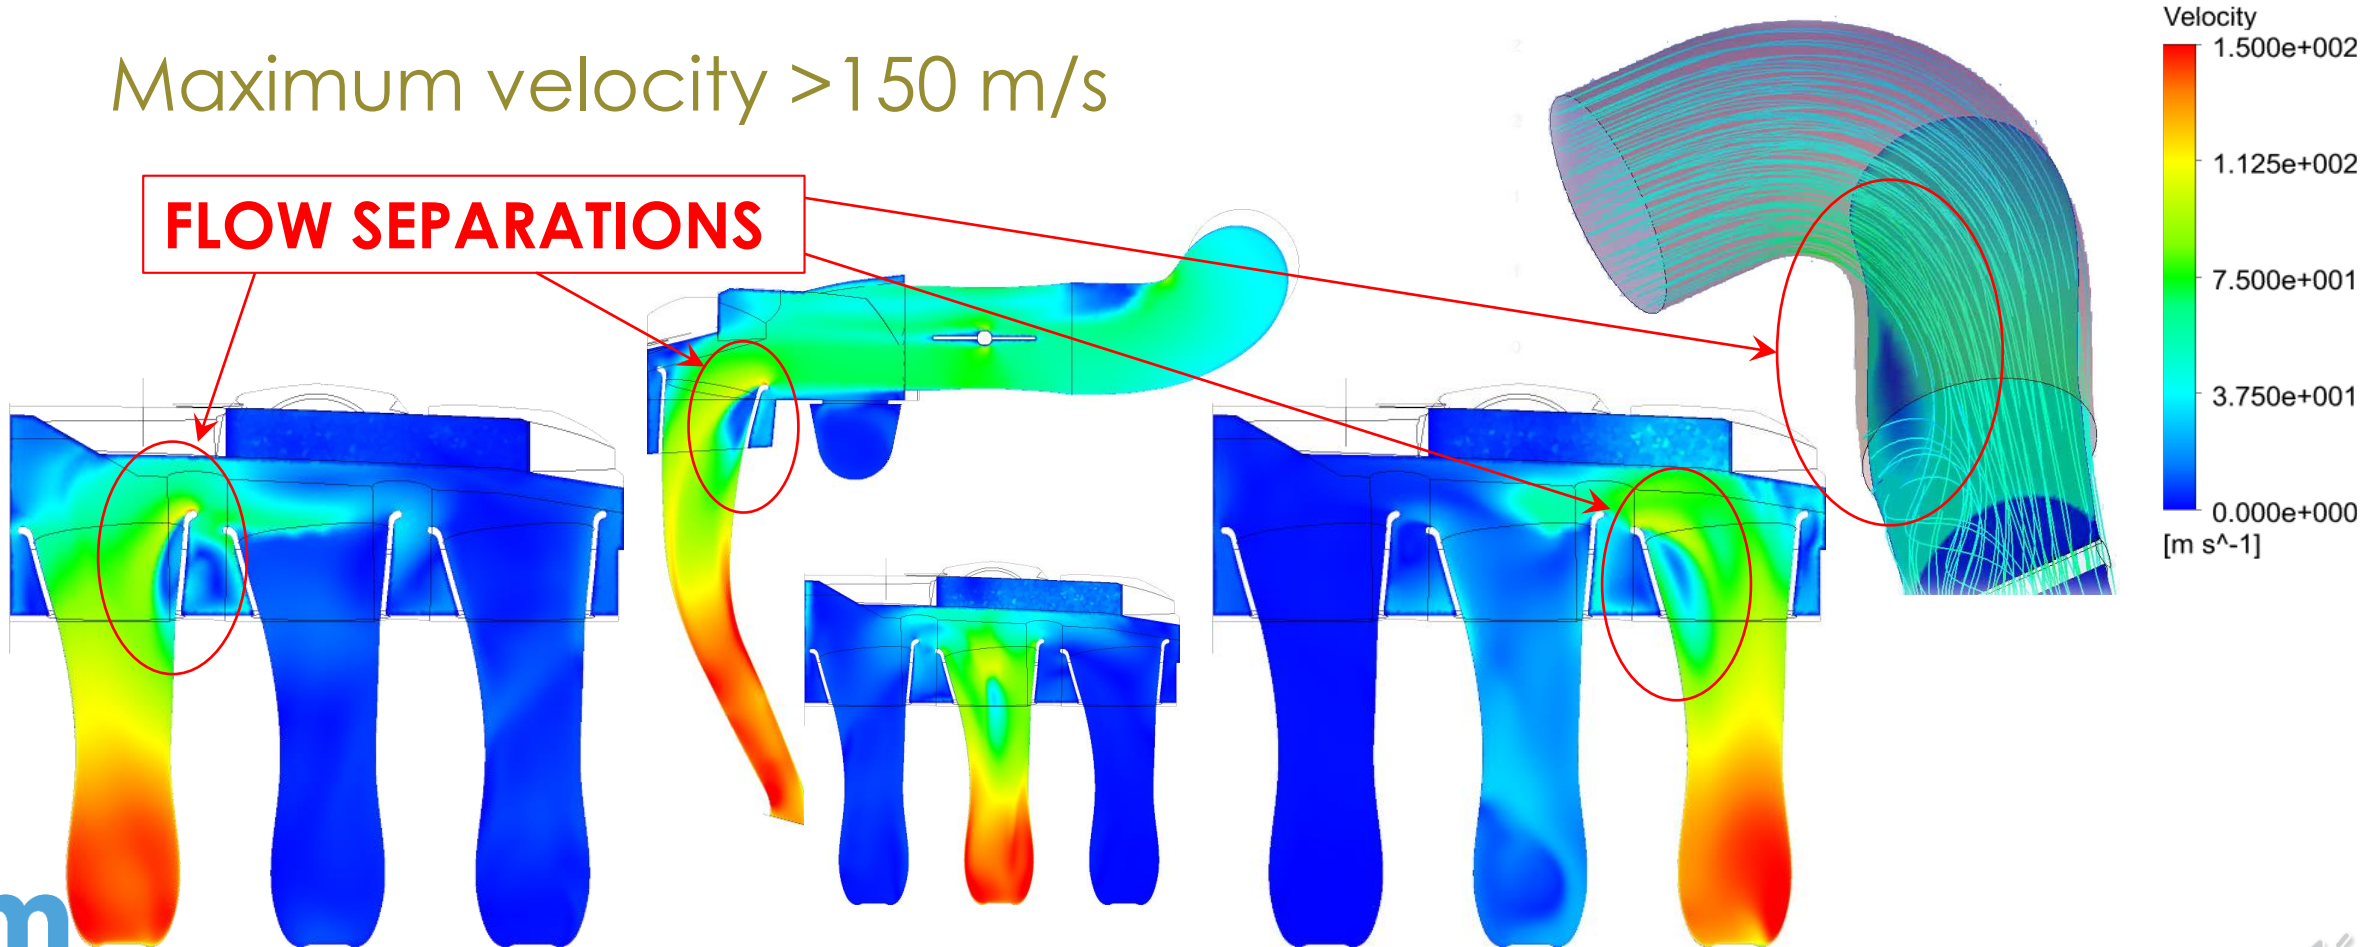 Maximum velocity >150 m/s
FLOW SEPARATIONS
Velocity
1.500e+002
1.125e+002
7.500e+001
3.750e+001
0.000e+000
[m s^-1]
m